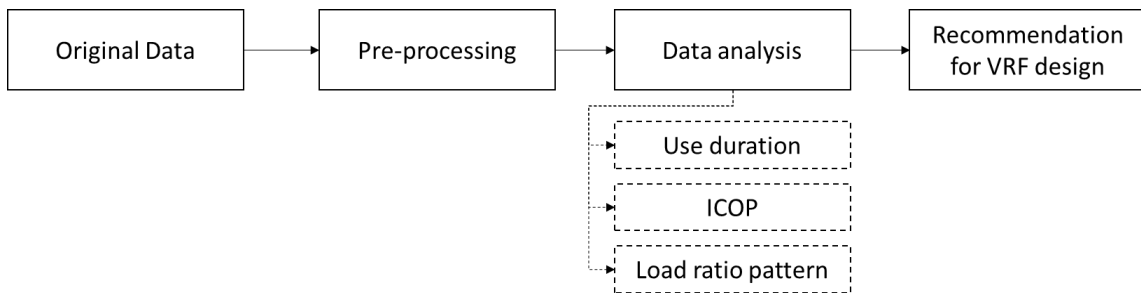 Original Data
Pre-processing
Data analysis
Recommendation
for VRF design
Use duration
ICOP
Load ratio pattern